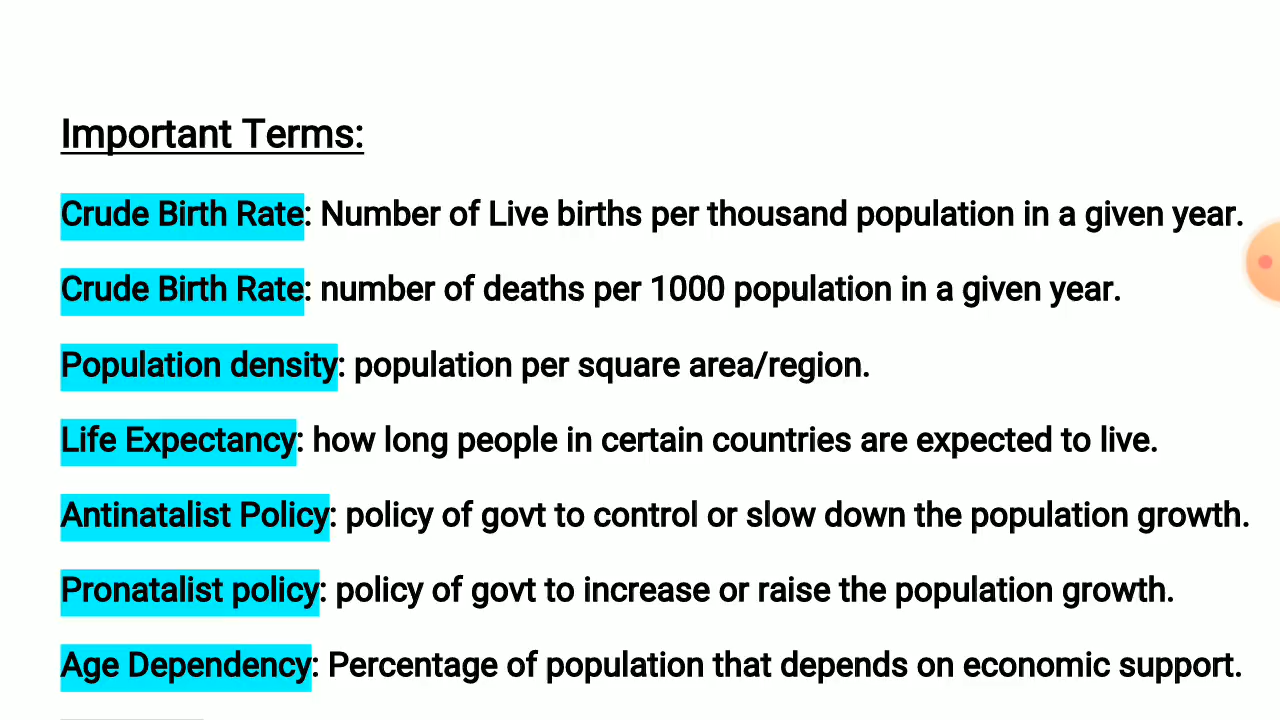 Important Terms:
Crude Birth Rate: Number of Live births per thousand population in a given year.
Crude Birth Rate: number of deaths per 1000 population in a given year.
Population density: population per square area/region.
Life Expectancy: how long people in certain countries are expected to live.
Antinatalist Policy: policy of govt to control or slow down the population growth.
Pronatalist policy: policy of govt to increase or raise the population growth.
Age Dependency: Percentage of population that depends on economic support.